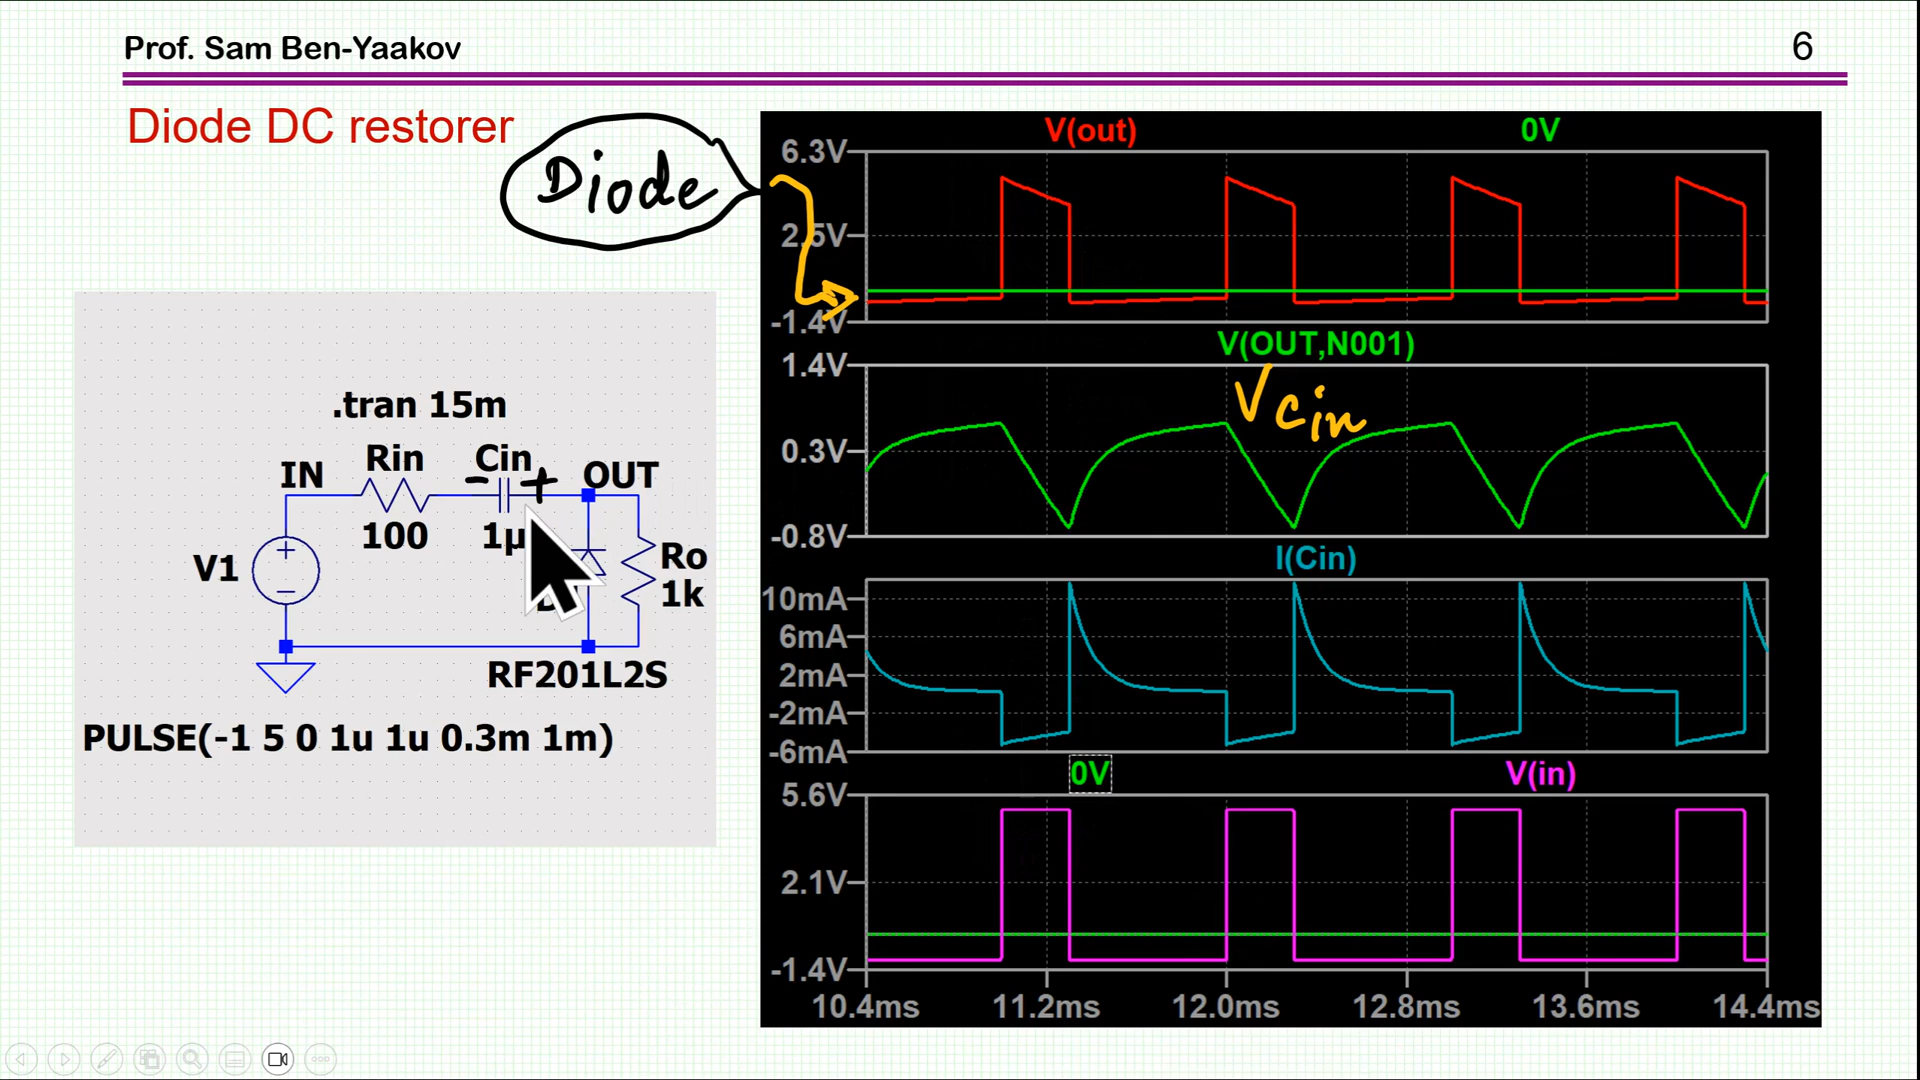 Prof. Sam Ben-Yaakov
6
Diode DC restorer
Diode
.tran 15m
IN
Rin
100
- Cin +
1µ
OUT
V1
+
−
Ro
1k
RF201L2S
PULSE(-1 5 0 1u 1u 0.3m 1m)
V(out) 0V
6.3V
2.5V
-1.4V
V(OUT,N001)
1.4V
Vcin
0.3V
-0.8V
I(Cin)
10mA
6mA
2mA
-2mA
-6mA
0V V(in)
5.6V
2.1V
-1.4V
10.4ms 11.2ms 12.0ms 12.8ms 13.6ms 14.4ms